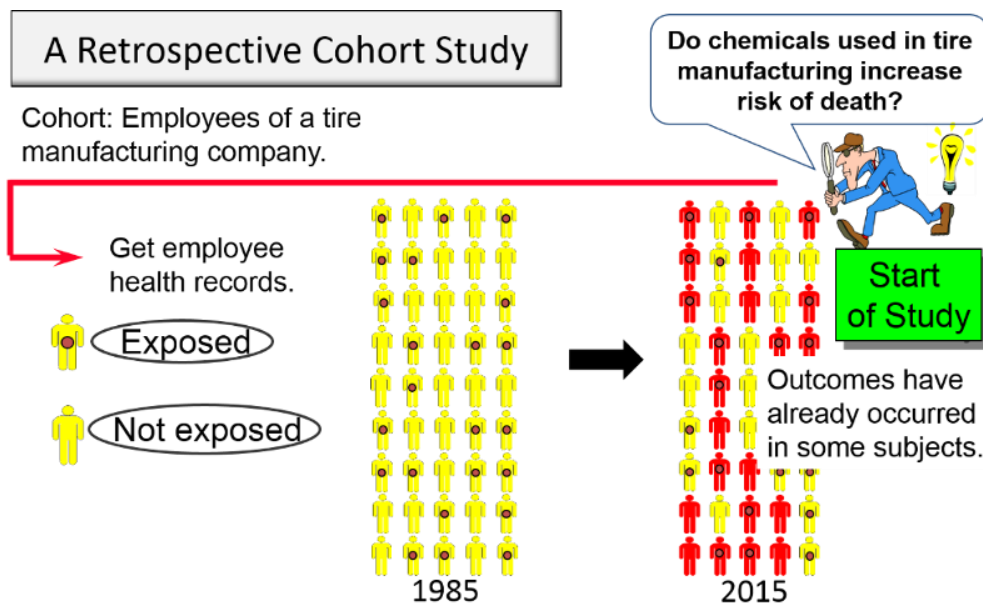 A Retrospective Cohort Study
Do chemicals used in tire
manufacturing increase
risk of death?
Cohort: Employees of a tire
manufacturing company.
Get employee
health records.
Exposed
Not exposed
Start
of Study
Outcomes have
already occurred
in some subjects.
1985
2015